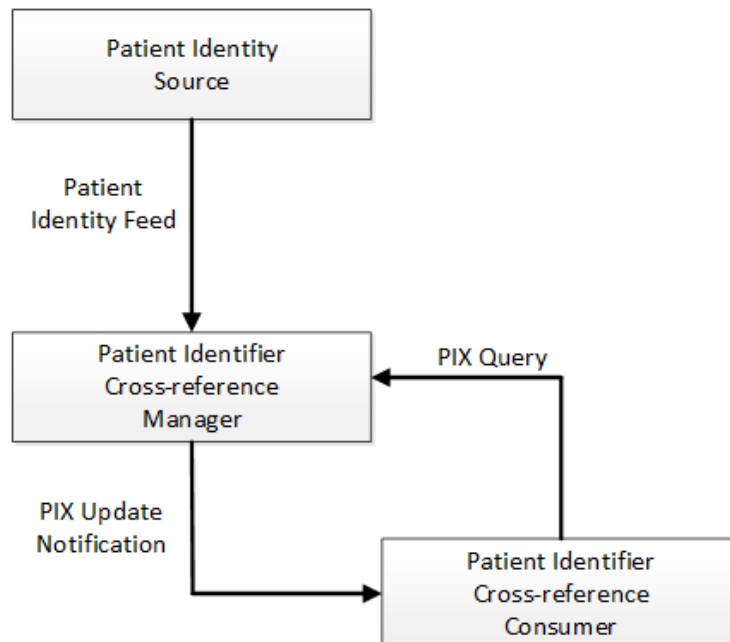 Patient Identity
Source
Patient
Identity Feed
Patient Identifier
Cross-reference
Manager
PIX Query
PIX Update
Notification
Patient Identifier
Cross-reference
Consumer